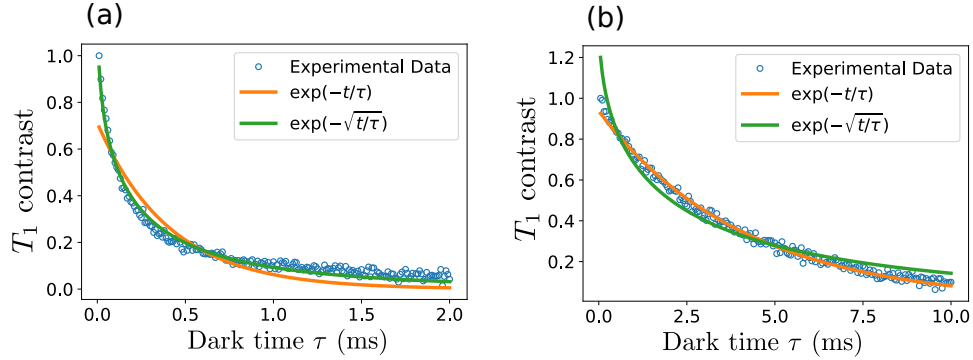 (a)
T₁ contrast
1.0
0.8
0.6
0.4
0.2
0.0
Experimental Data
exp(−t/τ)
exp(−√t/τ)
0.0 0.5 1.0 1.5 2.0
Dark time τ (ms)
(b)
T₁ contrast
1.2
1.0
0.8
0.6
0.4
0.2
Experimental Data
exp(−t/τ)
exp(−√t/τ)
0.0 2.5 5.0 7.5 10.0
Dark time τ (ms)